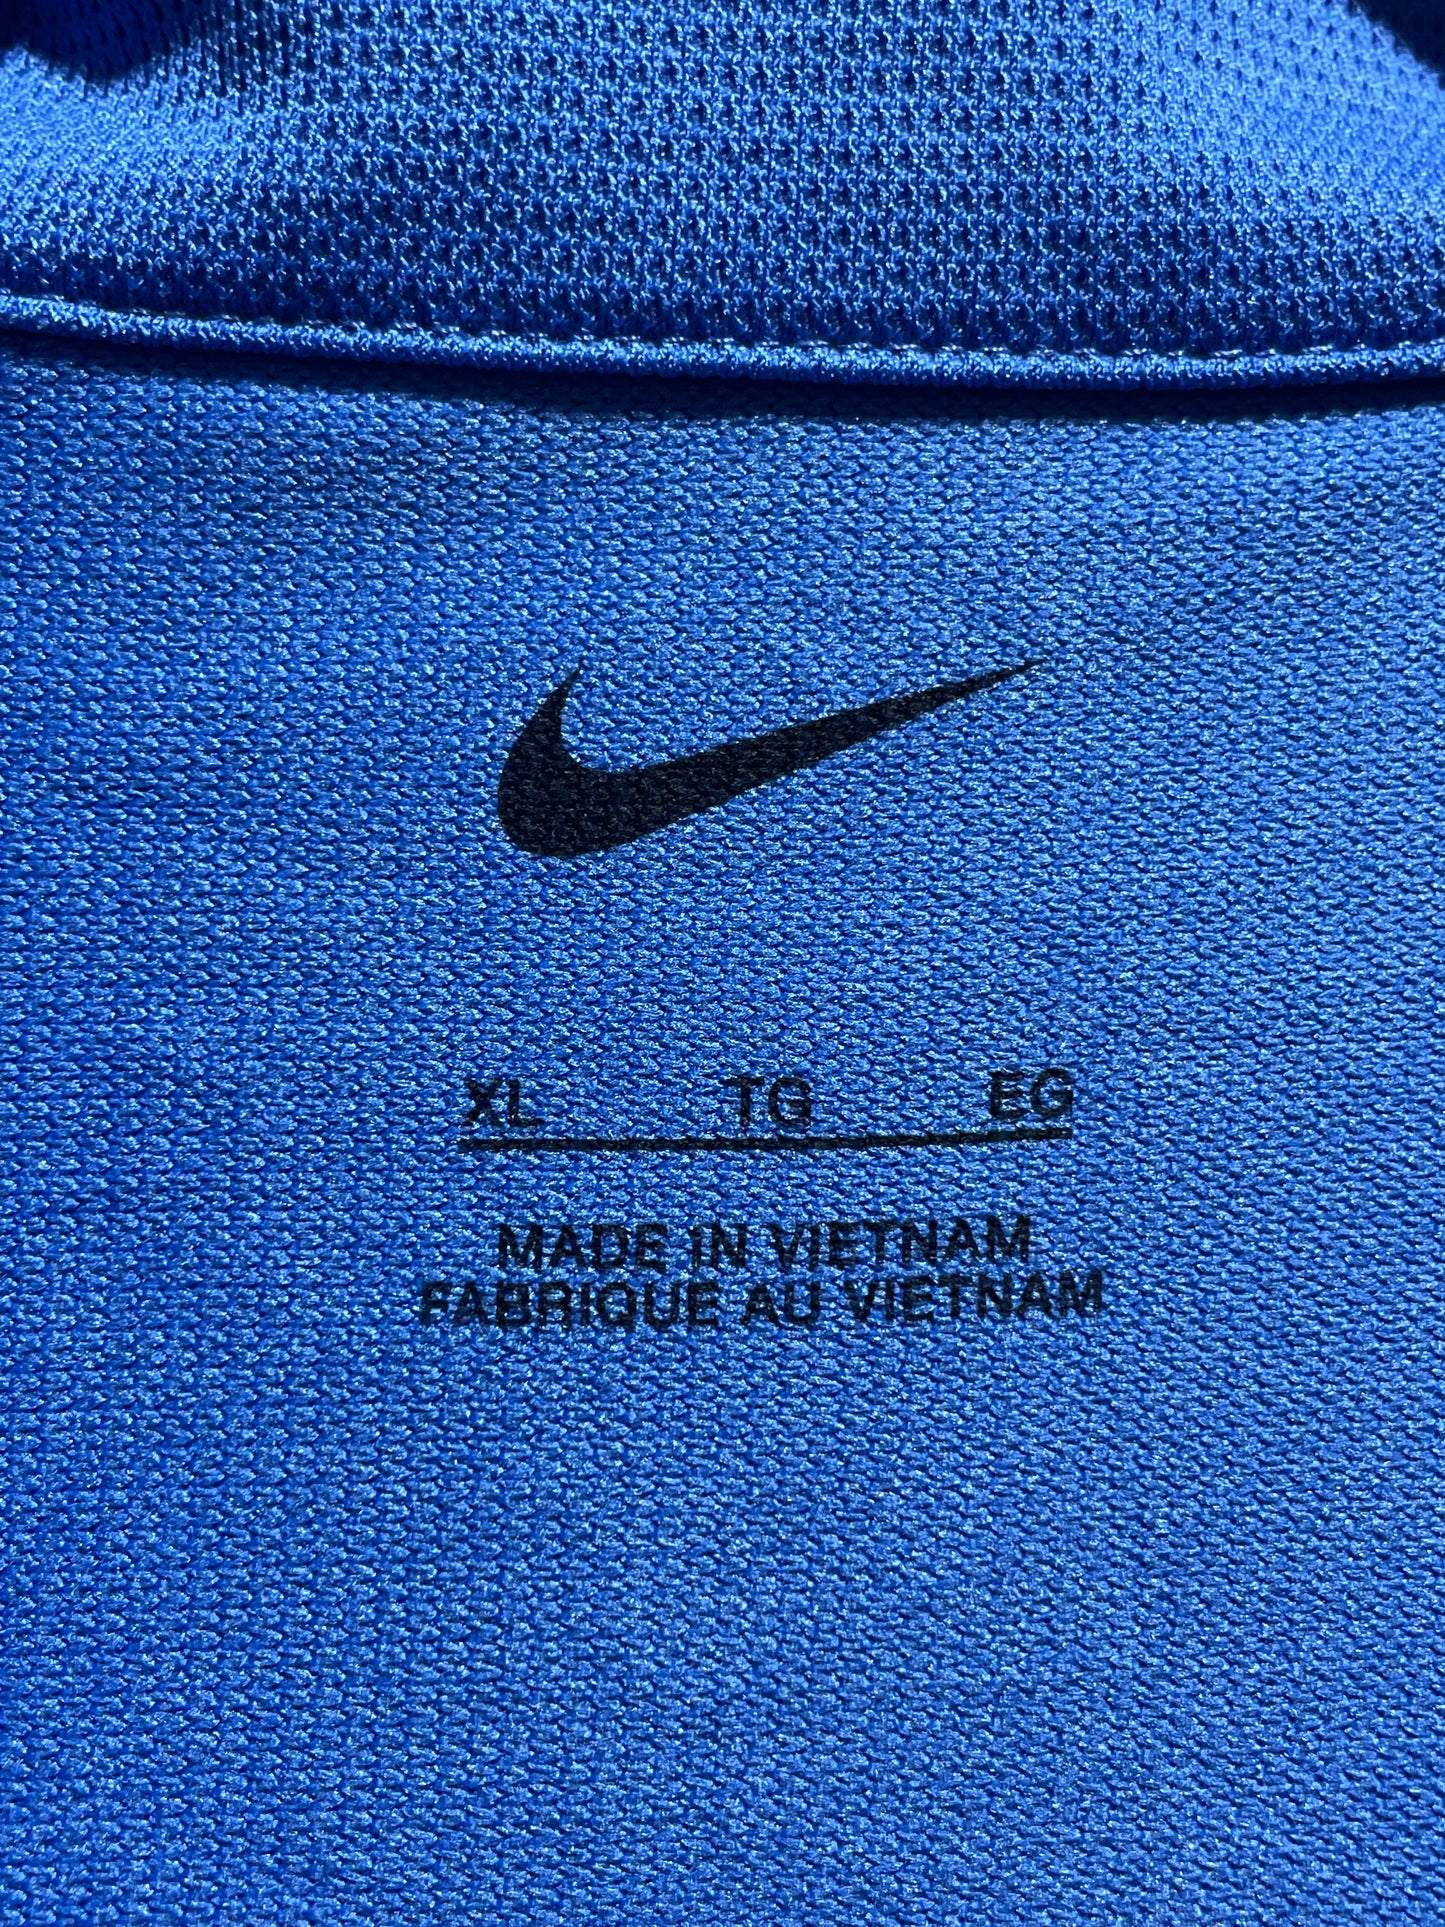 XL TG EG
MADE IN VIETNAM
FABRIQUE AU VIETNAM